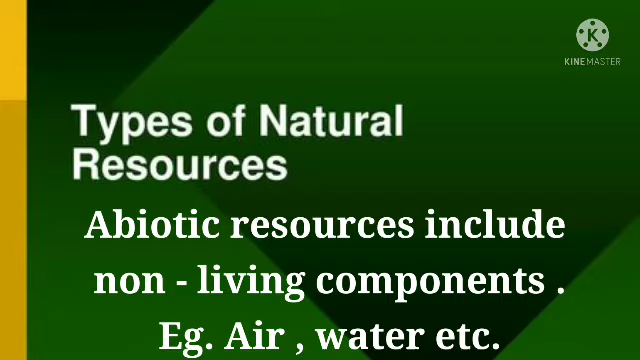 KINEMASTER
Types of Natural
Resources
Abiotic resources include
non - living components .
Eg. Air , water etc.